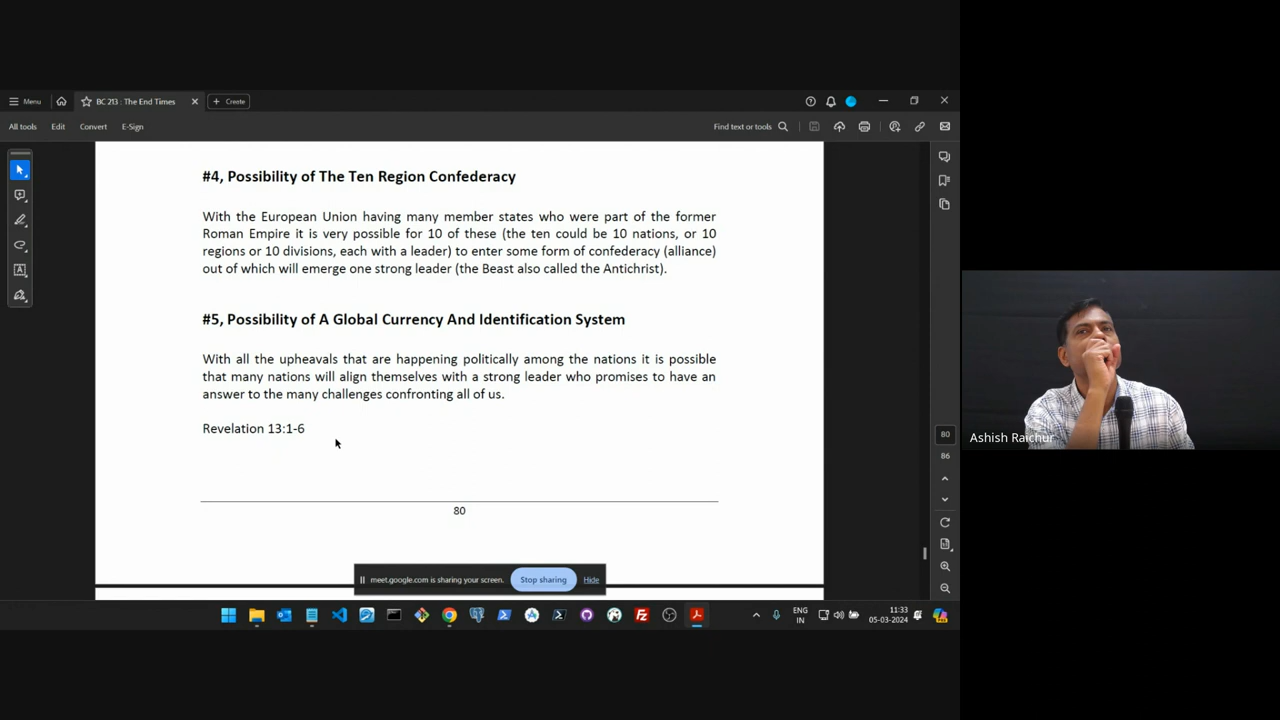 Menu
BC 213 : The End Times
Create
All tools
Edit
Convert
E-Sign
Find text or tools
#4, Possibility of The Ten Region Confederacy
With the European Union having many member states who were part of the former
Roman Empire it is very possible for 10 of these (the ten could be 10 nations, or 10
regions or 10 divisions, each with a leader) to enter some form of confederacy (alliance)
out of which will emerge one strong leader (the Beast also called the Antichrist).
#5, Possibility of A Global Currency And Identification System
With all the upheavals that are happening politically among the nations it is possible
that many nations will align themselves with a strong leader who promises to have an
answer to the many challenges confronting all of us.
Revelation 13:1-6
80
80
86
Ashish Raichur
meet.google.com is sharing your screen.
Stop sharing
Hide
ENG
IN
11:33
05-03-2024